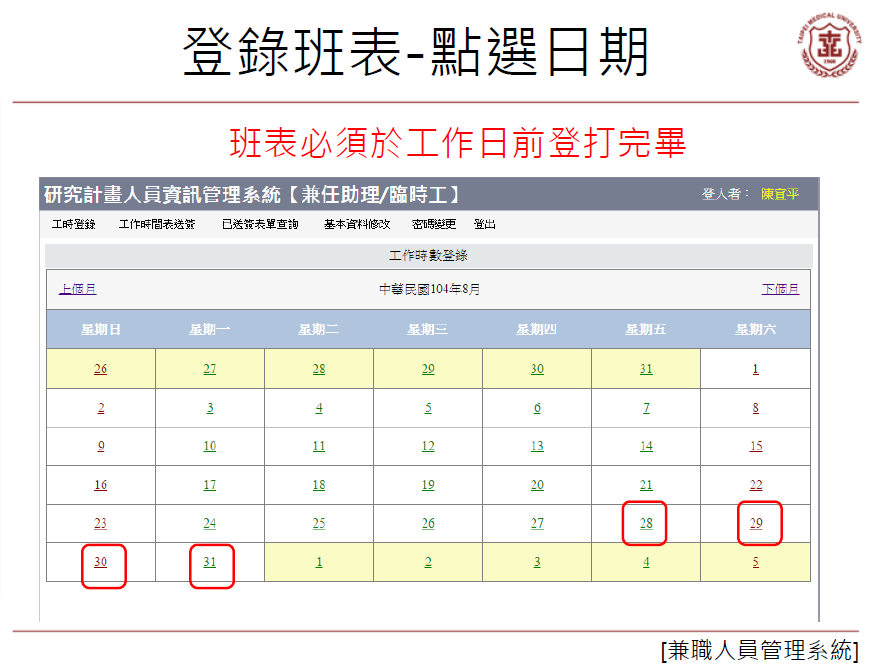 登錄班表-點選日期
TAIPEI MEDICAL UNIVERSITY
1960
班表必須於工作日前登打完畢
研究計畫人員資訊管理系統【兼任助理/臨時工】 登入者： 陳宜平
工時登錄 工作時間表送簽 已送簽表單查詢 基本資料修改 密碼變更 登出
工作時數登錄
上個月 中華民國104年8月 下個月
星期日 星期一 星期二 星期三 星期四 星期五 星期六
26 27 28 29 30 31 1
2 3 4 5 6 7 8
9 10 11 12 13 14 15
16 17 18 19 20 21 22
23 24 25 26 27 28 29
30 31 1 2 3 4 5
[兼職人員管理系統]